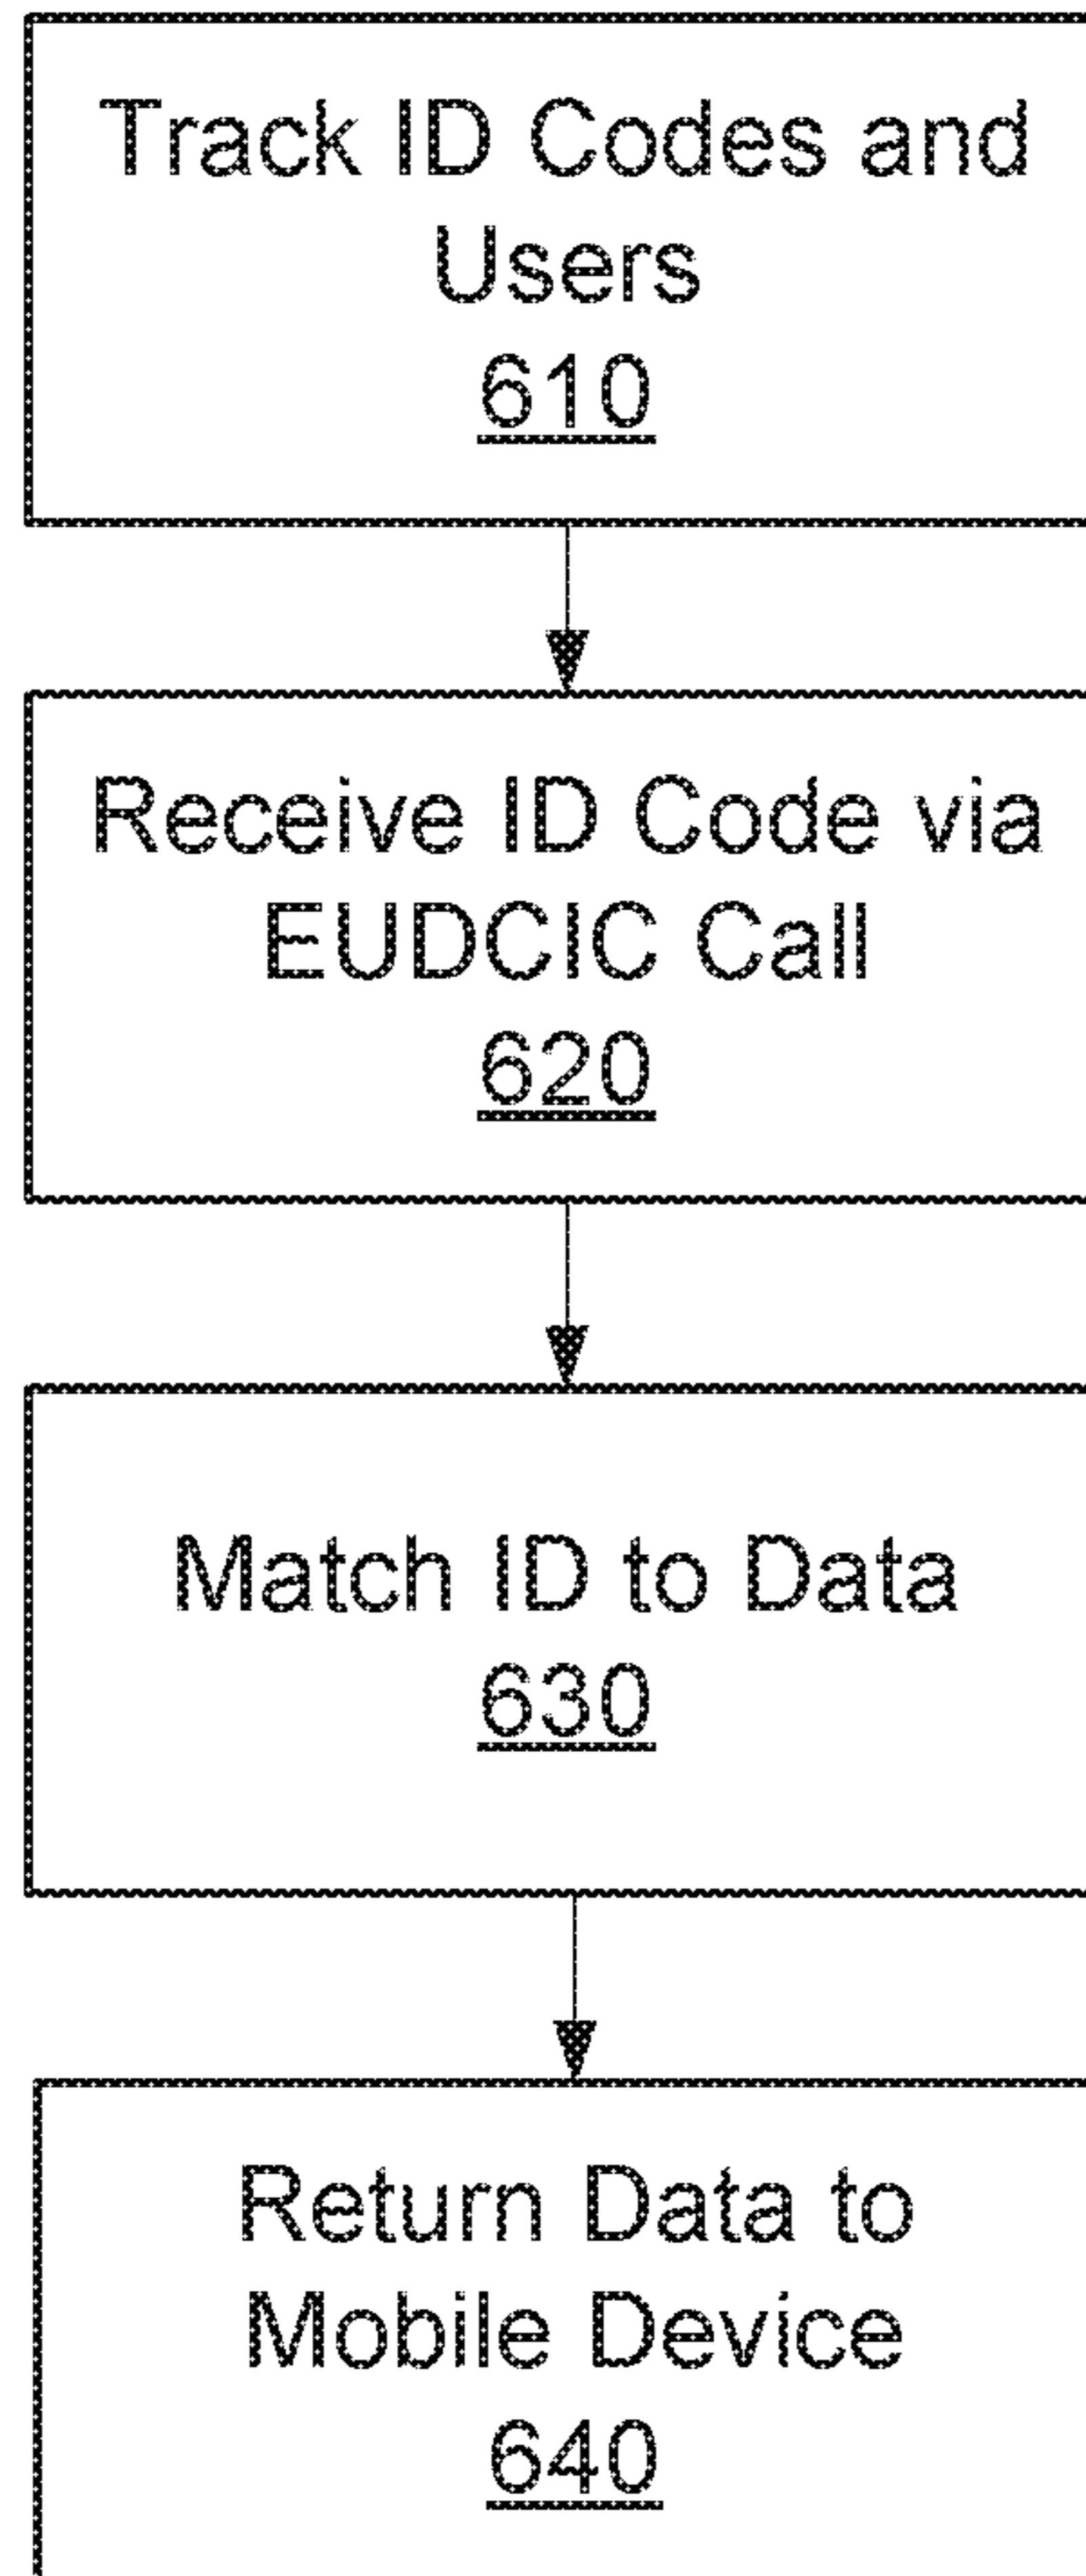 Track ID Codes and
Users
610
Receive ID Code via
EUDCIC Call
620
Match ID to Data
630
Return Data to
Mobile Device
640